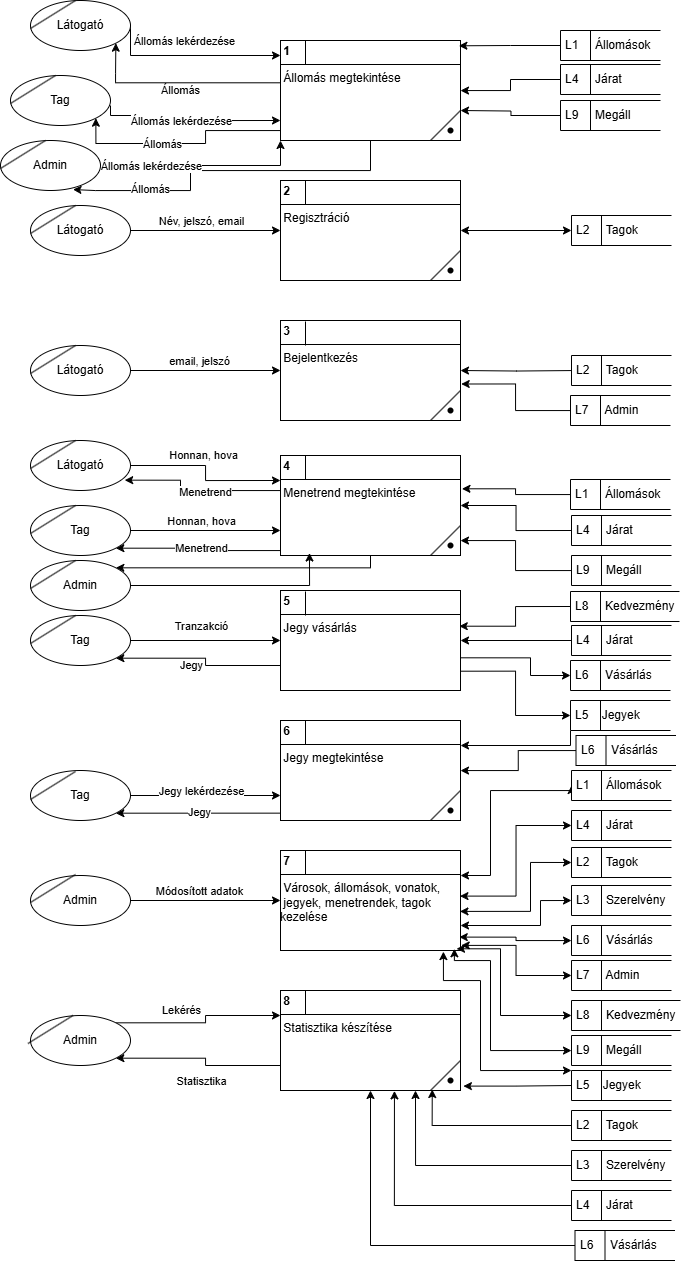 Látogató
Állomás lekérdezése
Állomás
Tag
Állomás lekérdezése
Állomás
Admin
Állomás lekérdezése
Állomás
1
Állomás megtekintése
L1 Állomások
L4 Járat
L9 Megáll
Látogató
Név, jelszó, email
2
Regisztráció
L2 Tagok
Látogató
email, jelszó
3
Bejelentkezés
L2 Tagok
L7 Admin
Látogató
Honnan, hova
Menetrend
Tag
Honnan, hova
Menetrend
Admin
4
Menetrend megtekintése
L1 Állomások
L4 Járat
L9 Megáll
Tag
Tranzakció
Jegy
5
Jegy vásárlás
L8 Kedvezmény
L4 Járat
L6 Vásárlás
L5 Jegyek
Tag
Jegy lekérdezése
Jegy
6
Jegy megtekintése
L6 Vásárlás
Admin
Módosított adatok
7
Városok, állomások, vonatok,
jegyek, menetrendek, tagok
kezelése
L1 Állomások
L4 Járat
L2 Tagok
L3 Szerelvény
L6 Vásárlás
L7 Admin
L8 Kedvezmény
L9 Megáll
L5 Jegyek
Admin
Lekérés
Statisztika
8
Statisztika készítése
L2 Tagok
L3 Szerelvény
L4 Járat
L6 Vásárlás